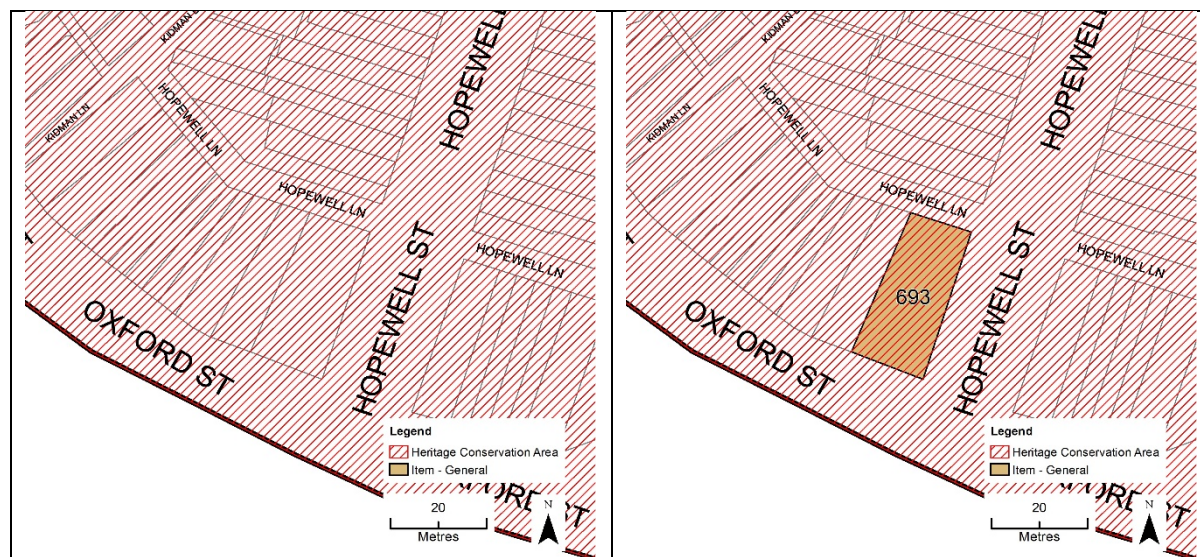 KIDMAN
HOPEWELL
KIDMAN LN
HOPEWELL LN
HOPEWELL LN
HOPEWELL ST
HOPEWELL LN
OXFORD ST
Legend
Heritage Conservation Area
Item - General
20
Metres
N
ST
KIDMAN
HOPEWELL
KIDMAN LN
HOPEWELL LN
HOPEWELL LN
HOPEWELL ST
HOPEWELL LN
693
OXFORD ST
Legend
Heritage Conservation Area
Item - General
20
Metres
N
ST